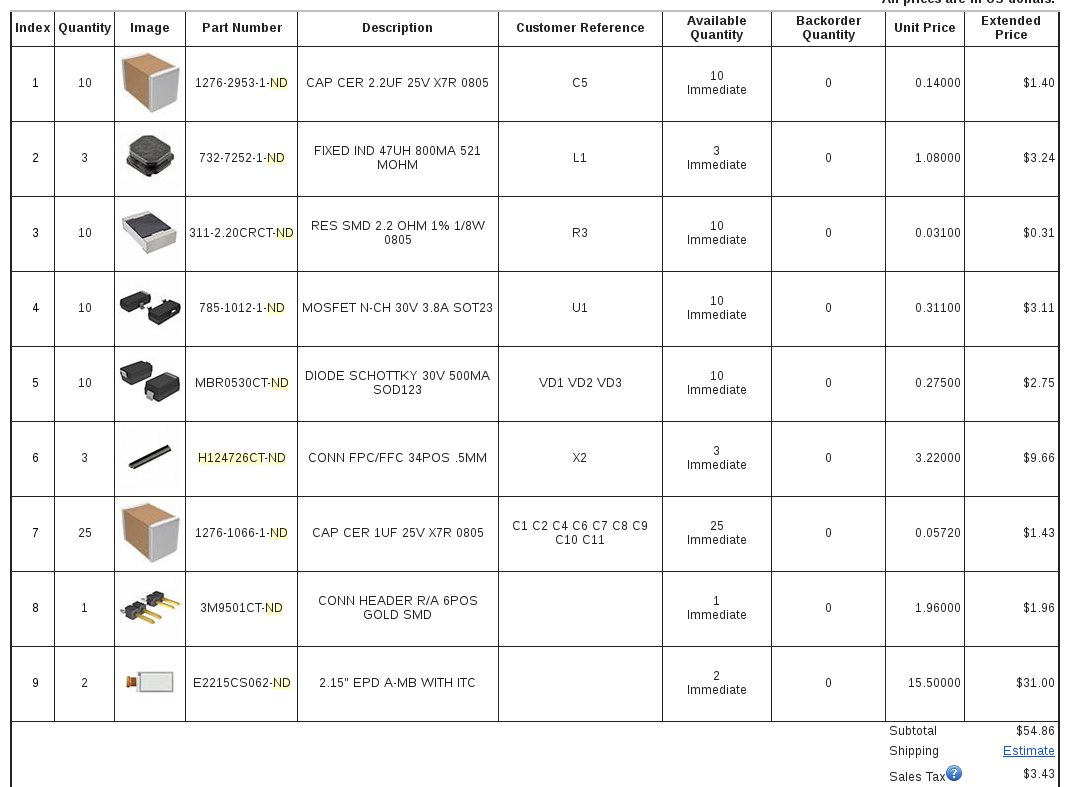 All prices are in US dollars.
Index Quantity Image Part Number Description Customer Reference Available Quantity Backorder Quantity Unit Price Extended Price
1 10 1276-2953-1-ND CAP CER 2.2UF 25V X7R 0805 C5 10 Immediate 0 0.14000 $1.40
2 3 732-7252-1-ND FIXED IND 47UH 800MA 521 MOHM L1 3 Immediate 0 1.08000 $3.24
3 10 311-2.20CRCT-ND RES SMD 2.2 OHM 1% 1/8W 0805 R3 10 Immediate 0 0.03100 $0.31
4 10 785-1012-1-ND MOSFET N-CH 30V 3.8A SOT23 U1 10 Immediate 0 0.31100 $3.11
5 10 MBR0530CT-ND DIODE SCHOTTKY 30V 500MA SOD123 VD1 VD2 VD3 10 Immediate 0 0.27500 $2.75
6 3 H124726CT-ND CONN FPC/FFC 34POS .5MM X2 3 Immediate 0 3.22000 $9.66
7 25 1276-1066-1-ND CAP CER 1UF 25V X7R 0805 C1 C2 C4 C6 C7 C8 C9 C10 C11 25 Immediate 0 0.05720 $1.43
8 1 3M9501CT-ND CONN HEADER R/A 6POS GOLD SMD 1 Immediate 0 1.96000 $1.96
9 2 E2215CS062-ND 2.15" EPD A-MB WITH ITC 2 Immediate 0 15.50000 $31.00
Subtotal $54.86
Shipping Estimate
Sales Tax ? $3.43